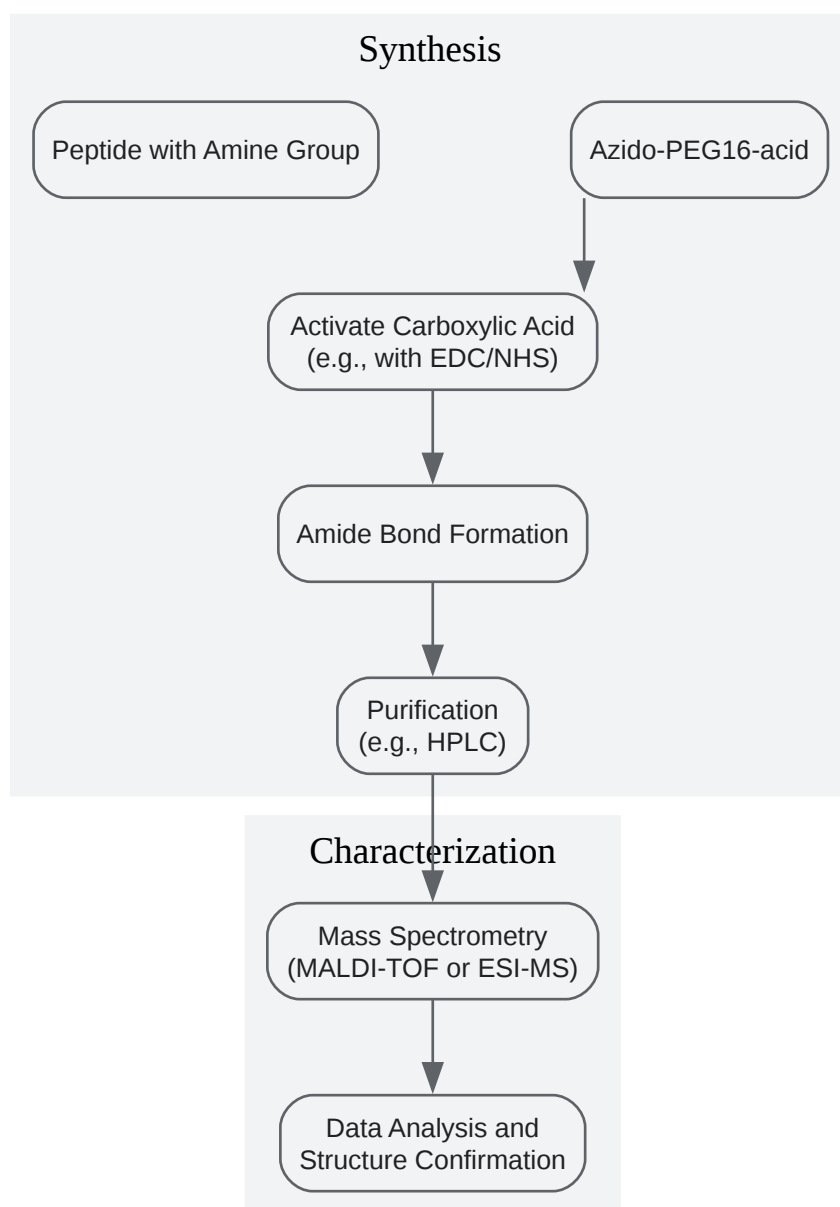 Synthesis
Peptide with Amine Group
Azido-PEG16-acid
Activate Carboxylic Acid
(e.g., with EDC/NHS)
Amide Bond Formation
Purification
(e.g., HPLC)
Characterization
Mass Spectrometry
(MALDI-TOF or ESI-MS)
Data Analysis and
Structure Confirmation